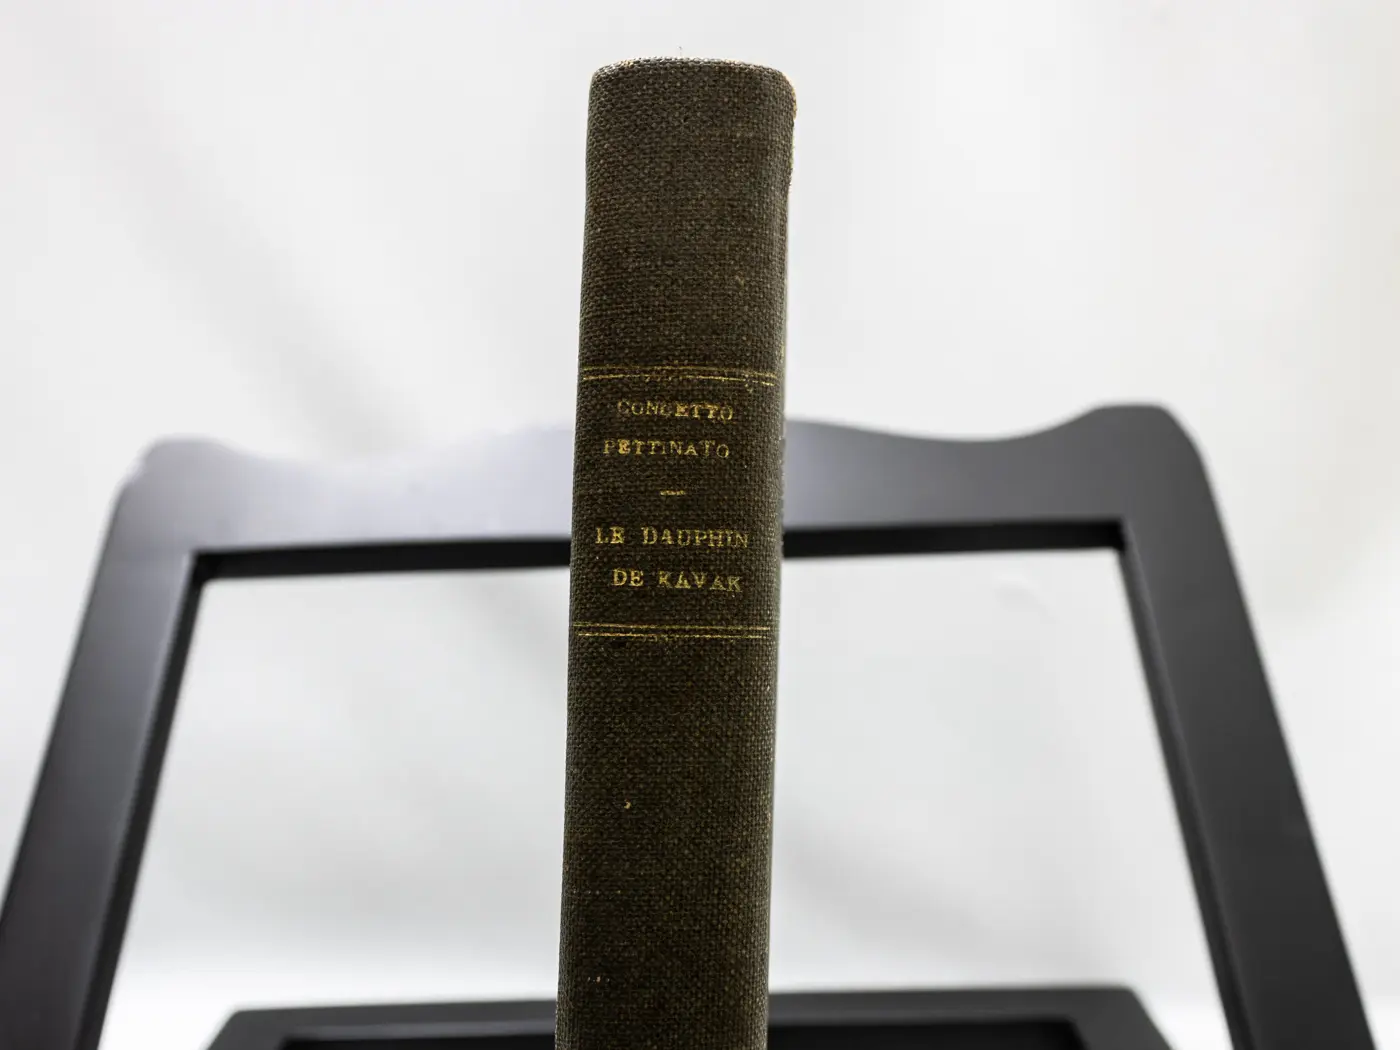 CONCETTO
PETTINATO
LE DAUPHIN
DE KAVAK